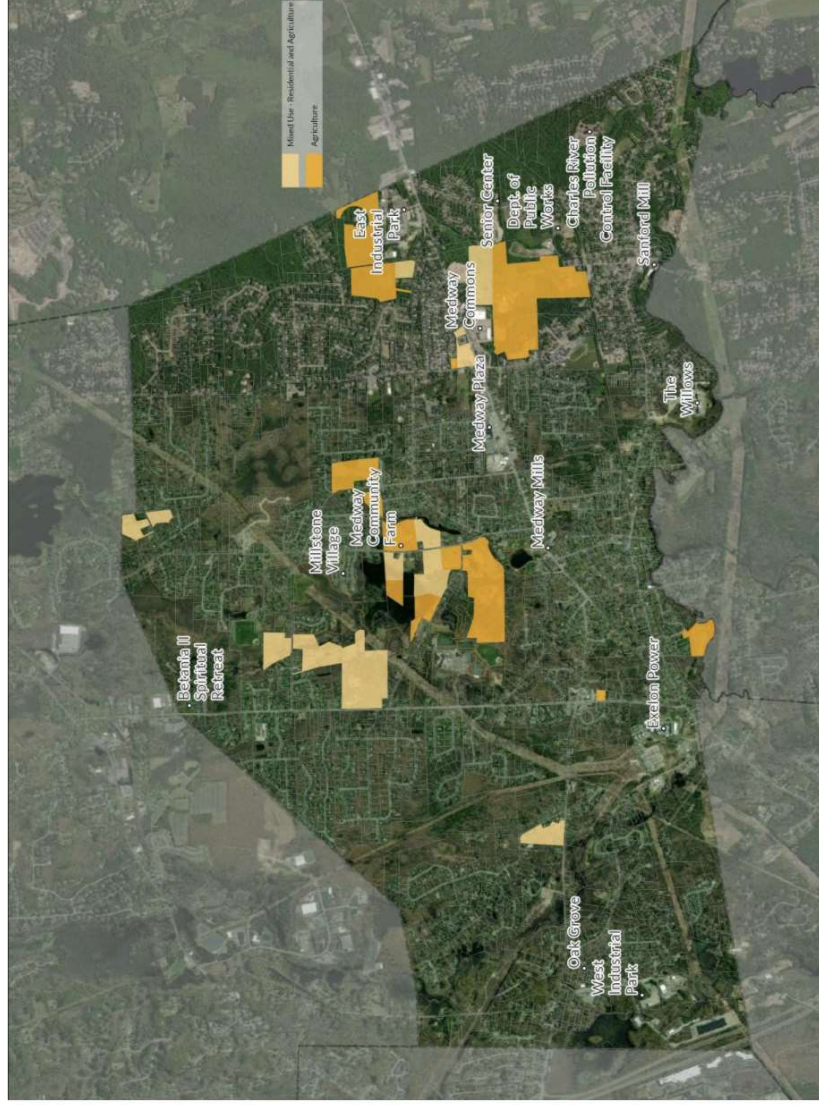 Mixed Use - Residential and Agriculture
Agriculture
Betania II
Spiritual
Retreat
Millstone
Village
Medway
Community
Farm
East
Industrial
Park
Medway
Commons
Senior Center
Dept. of
Public
Works
Charles River
Pollution
Control Facility
Medway Plaza
Medway Mills
Sanford Mill
The
Willows
Exelon Power
Oak Grove
West
Industrial
Park